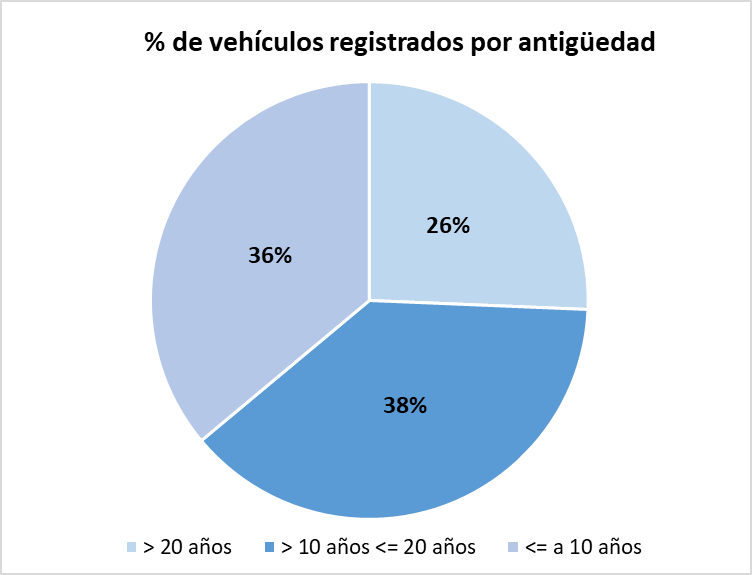 % de vehículos registrados por antigüedad
26%
36%
38%
> 20 años > 10 años <= 20 años <= a 10 años